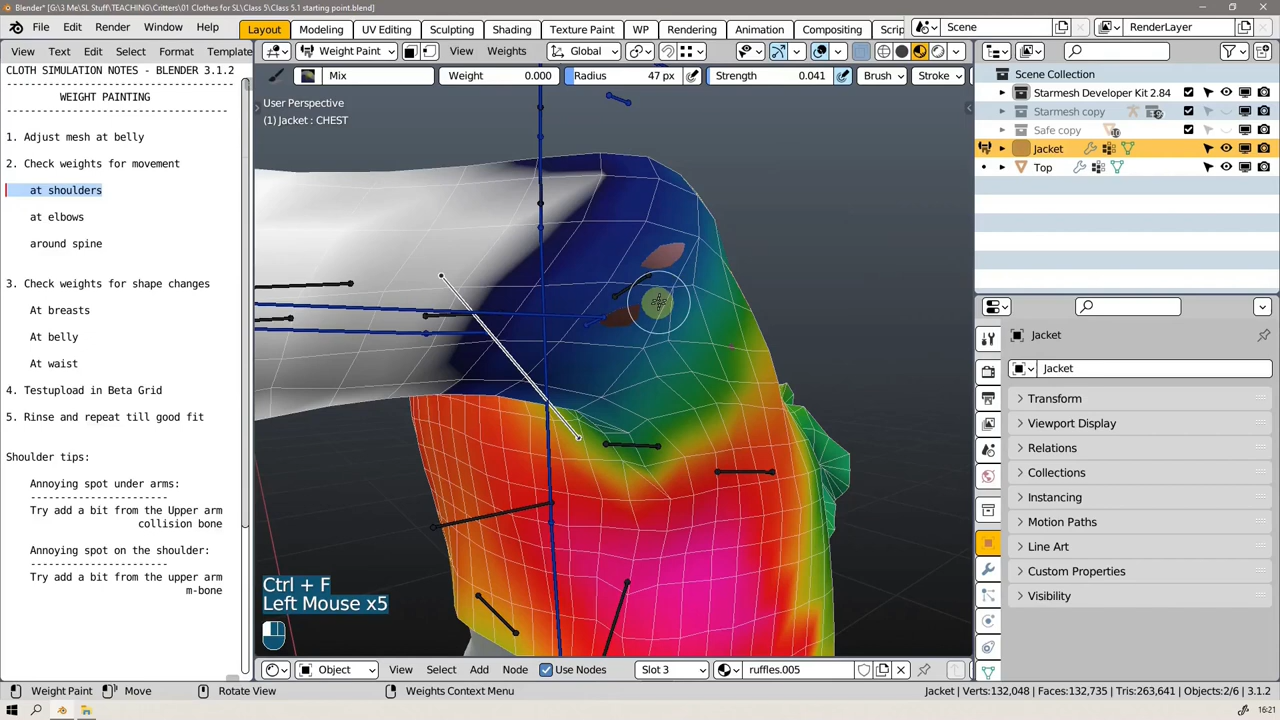 Blender* [G:\3 Me\SL Stuff\TEACHING\Critters\01 Clothes for SL\Class 5\Class 5.1 starting point.blend]
File Edit Render Window Help Layout Modeling UV Editing Sculpting Shading Texture Paint WP Rendering Animation Compositing Scrip Scene RenderLayer
View Text Edit Select Format Template
Weight Paint View Weights Global
Mix Weight 0.000 Radius 47 px Strength 0.041 Brush Stroke
CLOTH SIMULATION NOTES - BLENDER 3.1.2
----------------------------------------
WEIGHT PAINTING
----------------------------------------
1. Adjust mesh at belly
2. Check weights for movement
at shoulders
at elbows
around spine
3. Check weights for shape changes
At breasts
At belly
At waist
4. Testupload in Beta Grid
5. Rinse and repeat till good fit
Shoulder tips:
Annoying spot under arms:
-------------------------
Try add a bit from the Upper arm
collision bone
Annoying spot on the shoulder:
-------------------------
Try add a bit from the upper arm
m-bone
User Perspective
(1) Jacket : CHEST
Ctrl + F
Left Mouse x5
Scene Collection
Starmesh Developer Kit 2.84
Starmesh copy
Safe copy
Jacket
Top
Jacket
Jacket
Transform
Viewport Display
Relations
Collections
Instancing
Motion Paths
Line Art
Custom Properties
Visibility
Object View Select Add Node Use Nodes Slot 3 ruffles.005
Weight Paint Move Rotate View Weights Context Menu Jacket | Verts:132,048 | Faces:132,735 | Tris:263,641 | Objects:2/6 | 3.1.2
16:21